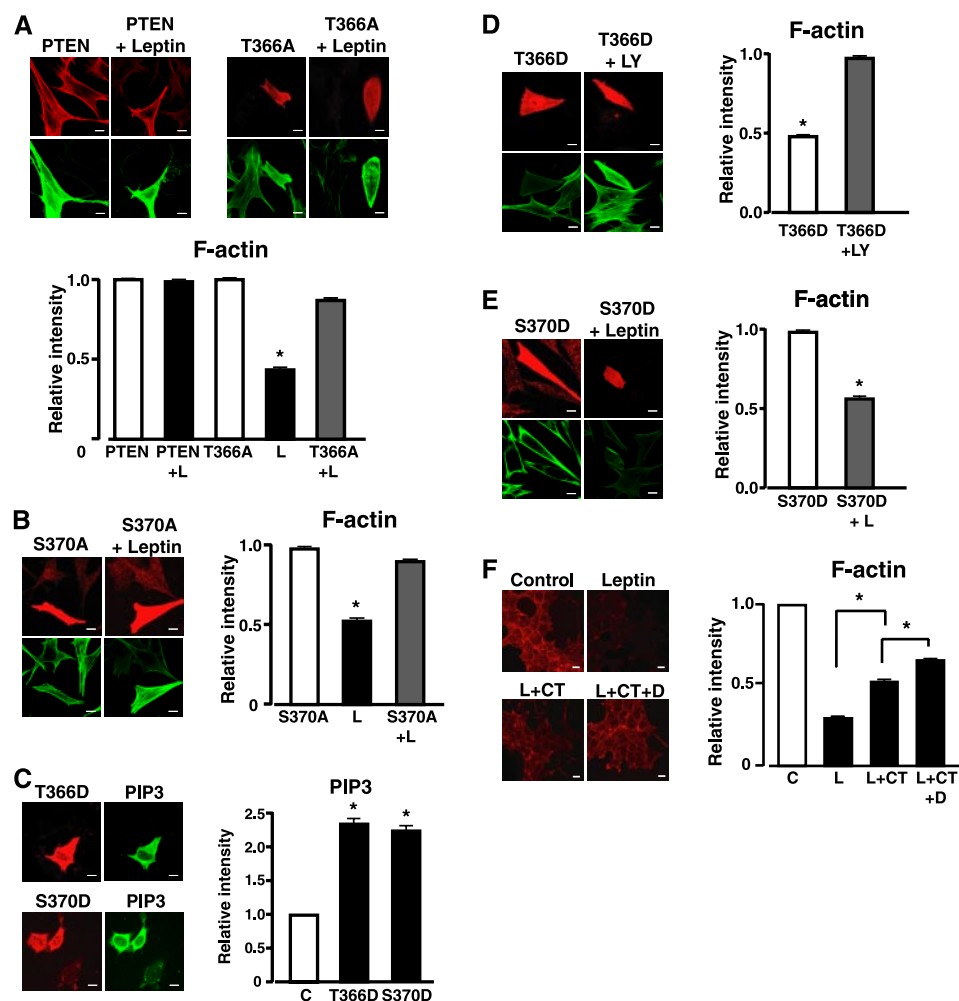 A
PTEN
PTEN
+ Leptin
T366A
T366A
+ Leptin
F-actin
Relative intensity
1.0
0.5
0
PTEN
PTEN
+L
T366A
L
T366A
+L
B
S370A
S370A
+ Leptin
F-actin
Relative intensity
1.0
0.5
0
*
S370A
L
S370A
+L
C
T366D
PIP3
S370D
PIP3
PIP3
Relative intensity
2.5
2.0
1.5
1.0
0.5
0
*
*
C
T366D
S370D
D
T366D
T366D
+ LY
F-actin
Relative intensity
1.0
0.5
0.0
*
T366D
T366D
+LY
E
S370D
S370D
+ Leptin
F-actin
Relative intensity
1.0
0.5
0.0
*
S370D
S370D
+ L
F
Control
Leptin
L+CT
L+CT+D
F-actin
Relative intensity
1.0
0.5
0
*
*
C
L
L+CT
L+CT
+D